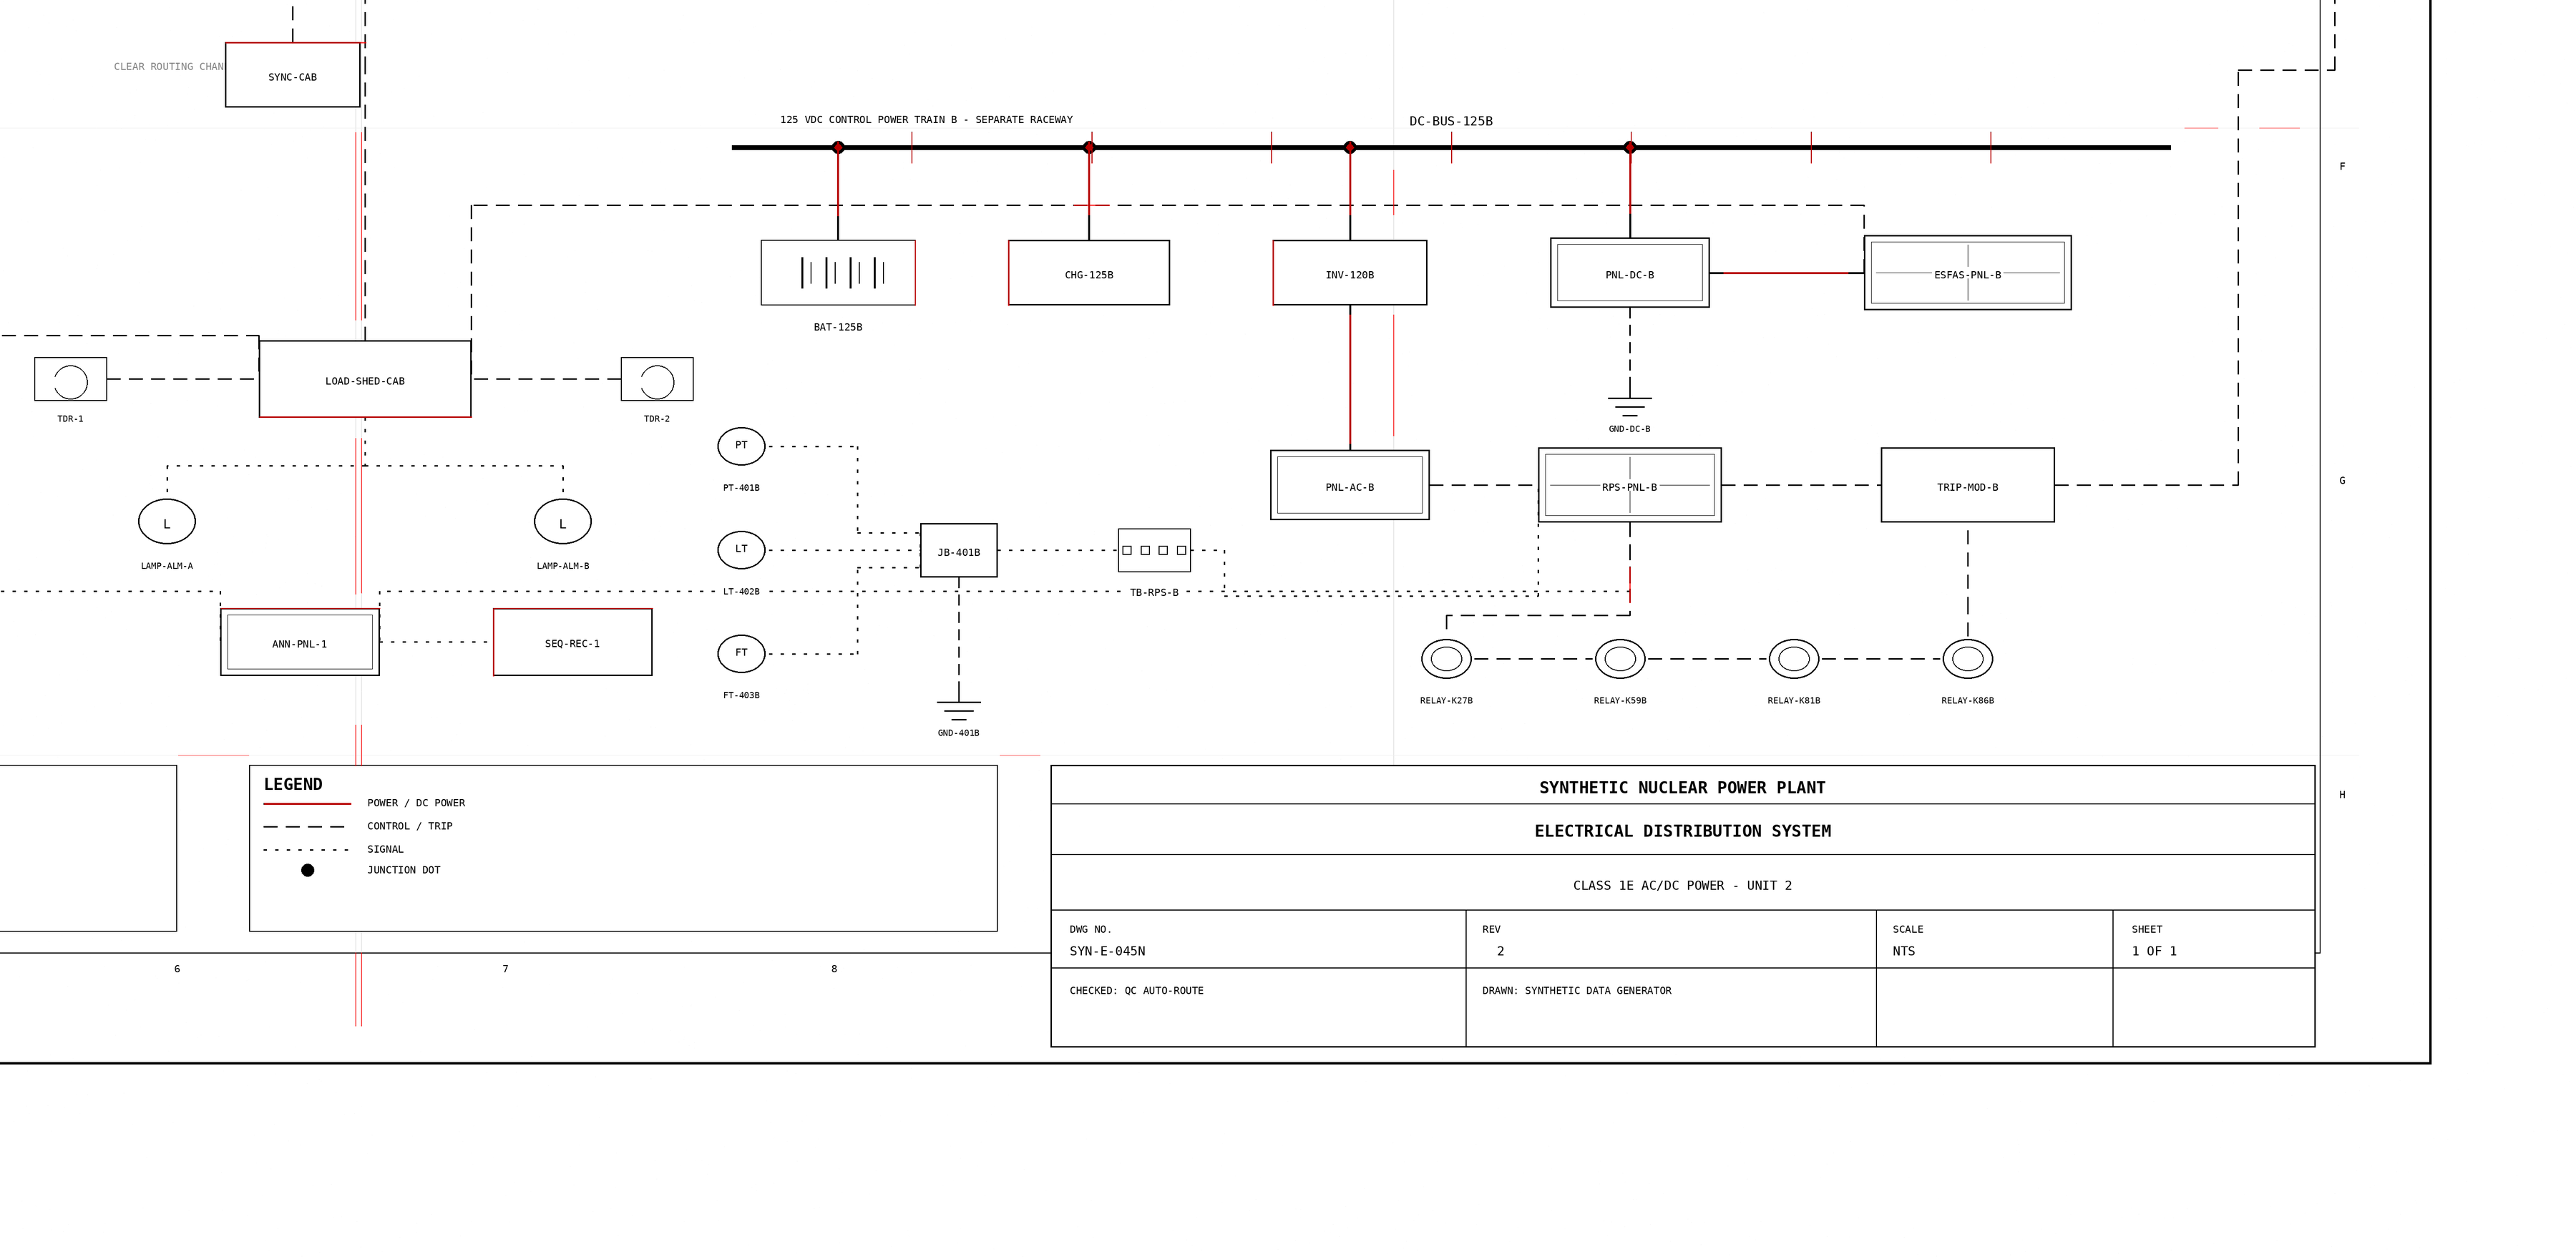 CLEAR ROUTING CHAN
SYNC-CAB
125 VDC CONTROL POWER TRAIN B - SEPARATE RACEWAY
DC-BUS-125B
F
CHG-125B
INV-120B
PNL-DC-B
ESFAS-PNL-B
BAT-125B
LOAD-SHED-CAB
TDR-1
TDR-2
GND-DC-B
PT
PT-401B
PNL-AC-B
RPS-PNL-B
TRIP-MOD-B
G
L
L
LT
JB-401B
LAMP-ALM-A
LAMP-ALM-B
LT-402B
TB-RPS-B
ANN-PNL-1
SEQ-REC-1
FT
FT-403B
RELAY-K27B
RELAY-K59B
RELAY-K81B
RELAY-K86B
GND-401B
LEGEND
POWER / DC POWER
CONTROL / TRIP
SIGNAL
JUNCTION DOT
H
SYNTHETIC NUCLEAR POWER PLANT
ELECTRICAL DISTRIBUTION SYSTEM
CLASS 1E AC/DC POWER - UNIT 2
DWG NO.
SYN-E-045N
REV
2
SCALE
NTS
SHEET
1 OF 1
CHECKED: QC AUTO-ROUTE
DRAWN: SYNTHETIC DATA GENERATOR
6
7
8